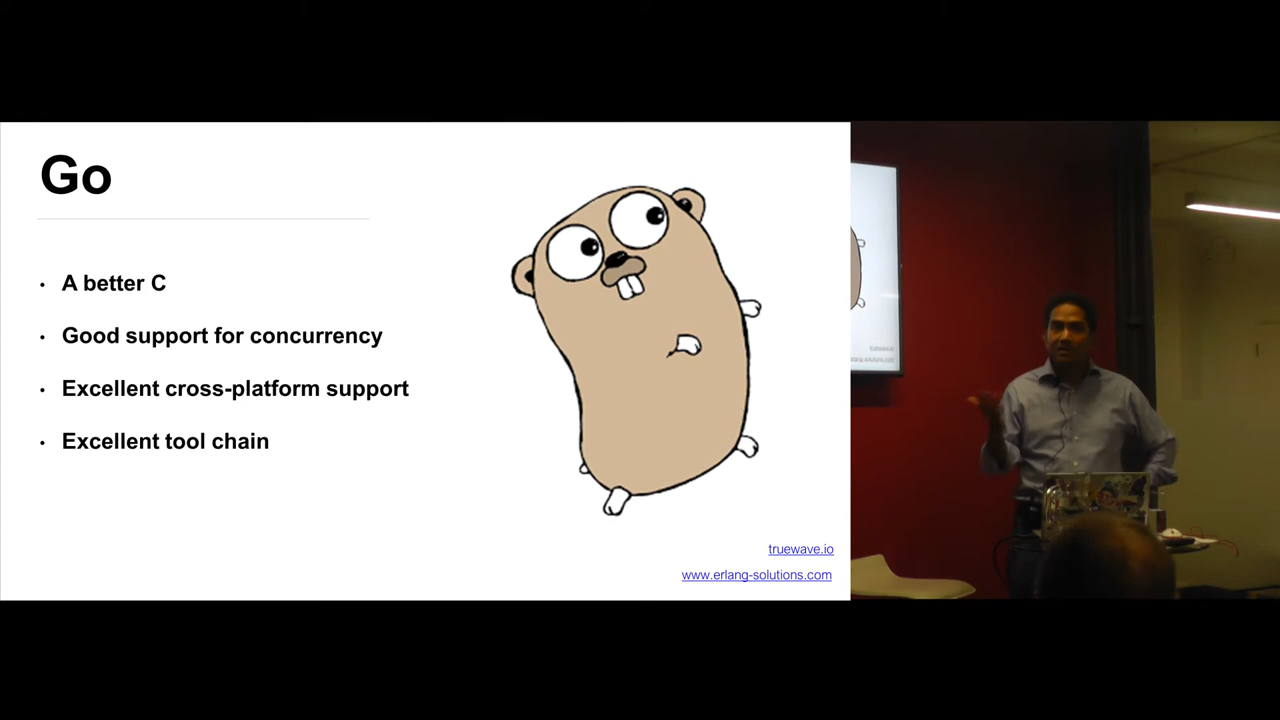 Go
• A better C
• Good support for concurrency
• Excellent cross-platform support
• Excellent tool chain
truewave.io
www.erlang-solutions.com